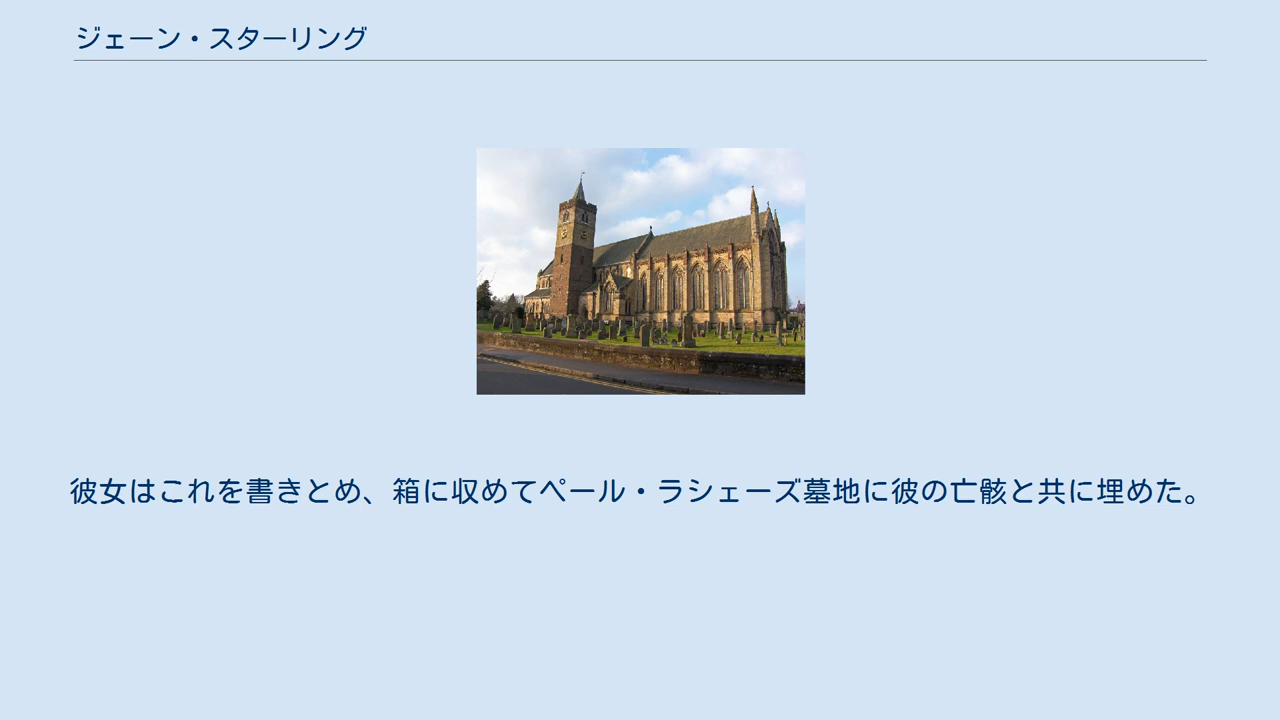 ジェーン・スターリング
彼女はこれを書きとめ、箱に収めてペール・ラシェーズ墓地に彼の亡骸と共に埋めた。